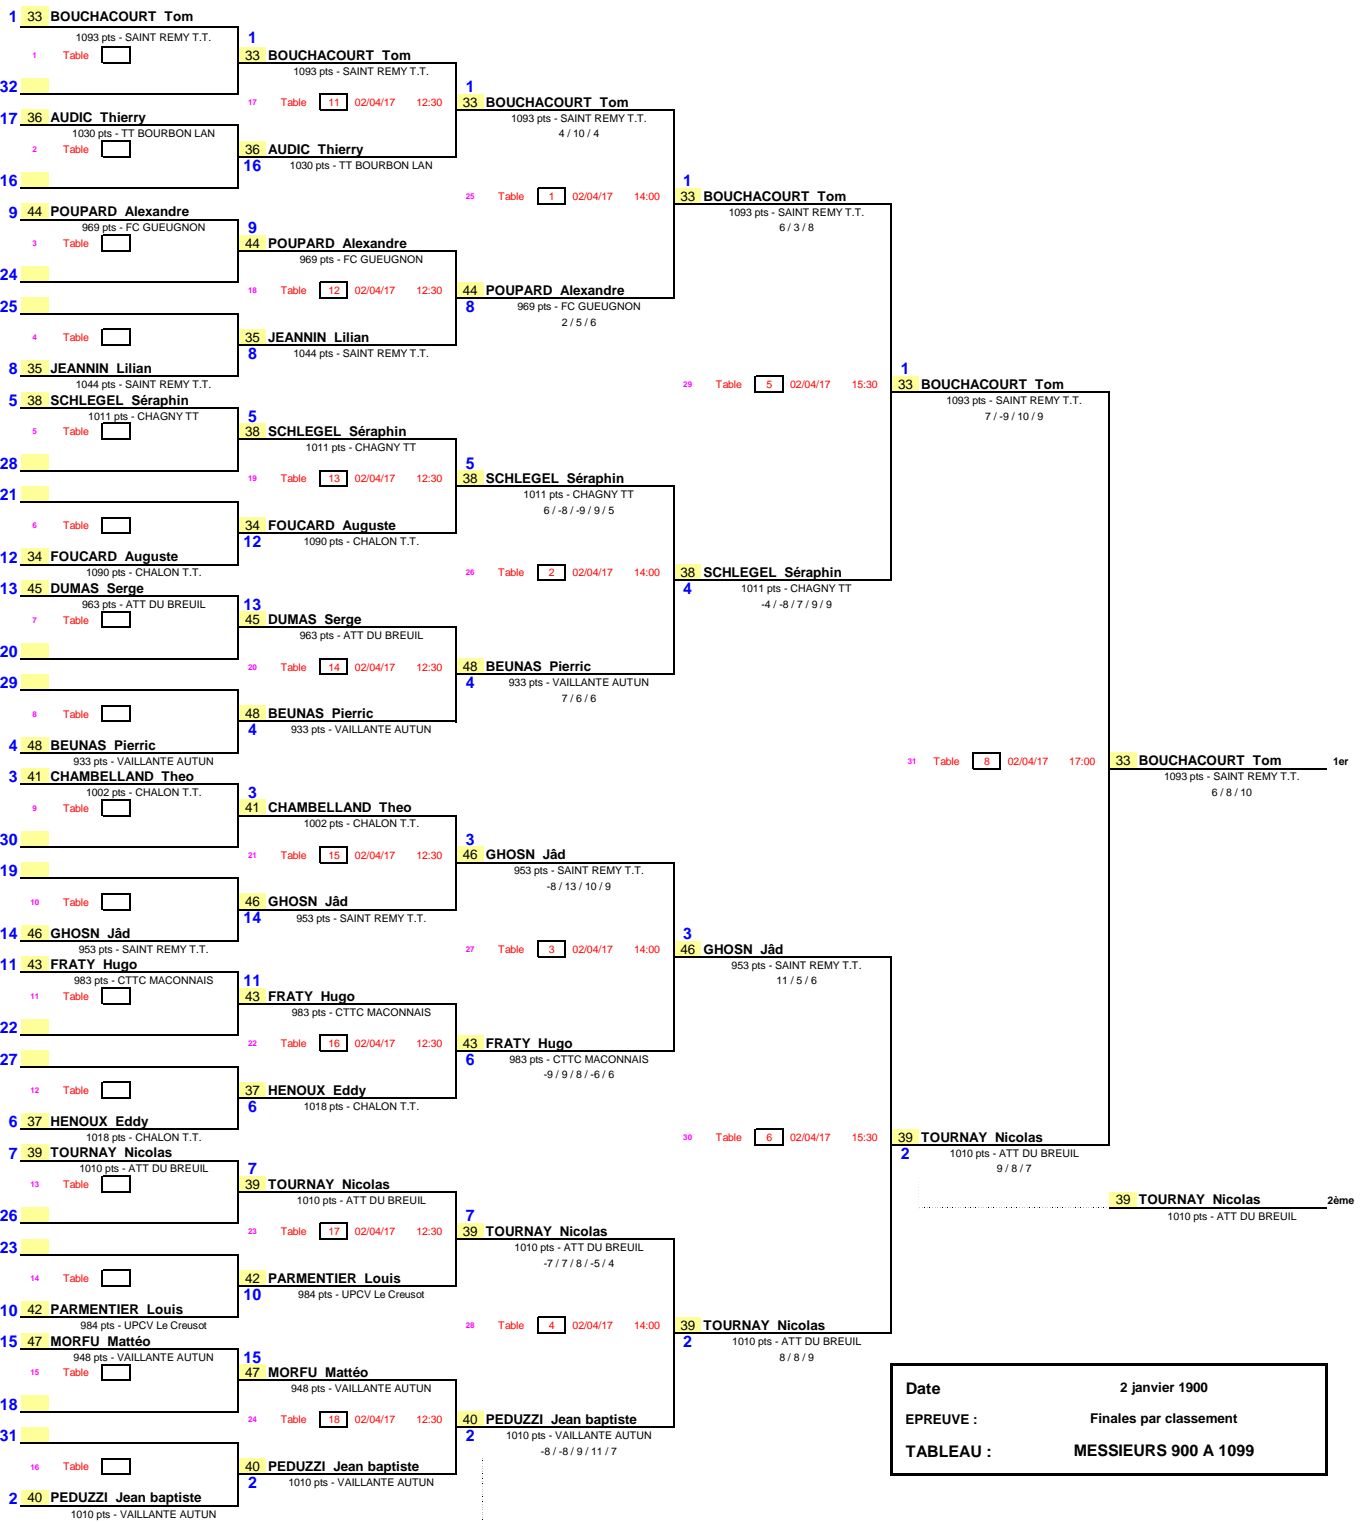 1 33 BOUCHACOURT Tom
1093 pts - SAINT REMY T.T.
1 Table
32
17 36 AUDIC Thierry
1030 pts - TT BOURBON LAN
2 Table
16
9 44 POUPARD Alexandre
969 pts - FC GUEUGNON
3 Table
24
25
4 Table
8 35 JEANNIN Lilian
1044 pts - SAINT REMY T.T.
5 38 SCHLEGEL Séraphin
1011 pts - CHAGNY TT
5 Table
28
21
6 Table
12 34 FOUCARD Auguste
1090 pts - CHALON T.T.
13 45 DUMAS Serge
963 pts - ATT DU BREUIL
7 Table
20
29
8 Table
4 48 BEUNAS Pierric
933 pts - VAILLANTE AUTUN
3 41 CHAMBELLAND Theo
1002 pts - CHALON T.T.
9 Table
30
19
10 Table
14 46 GHOSN Jâd
953 pts - SAINT REMY T.T.
11 43 FRATY Hugo
983 pts - CTTC MACONNAIS
11 Table
22
27
12 Table
6 37 HENOUX Eddy
1018 pts - CHALON T.T.
7 39 TOURNAY Nicolas
1010 pts - ATT DU BREUIL
13 Table
26
23
14 Table
10 42 PARMENTIER Louis
984 pts - UPCV Le Creusot
15 47 MORFU Mattéo
948 pts - VAILLANTE AUTUN
15 Table
18
31
16 Table
2 40 PEDUZZI Jean baptiste
1010 pts - VAILLANTE AUTUN
1
33 BOUCHACOURT Tom
1093 pts - SAINT REMY T.T.
17 Table 11 02/04/17 12:30
36 AUDIC Thierry
16 1030 pts - TT BOURBON LAN
9
44 POUPARD Alexandre
969 pts - FC GUEUGNON
18 Table 12 02/04/17 12:30
35 JEANNIN Lilian
8 1044 pts - SAINT REMY T.T.
5
38 SCHLEGEL Séraphin
1011 pts - CHAGNY TT
19 Table 13 02/04/17 12:30
34 FOUCARD Auguste
12 1090 pts - CHALON T.T.
13
45 DUMAS Serge
963 pts - ATT DU BREUIL
20 Table 14 02/04/17 12:30
48 BEUNAS Pierric
4 933 pts - VAILLANTE AUTUN
3
41 CHAMBELLAND Theo
1002 pts - CHALON T.T.
21 Table 15 02/04/17 12:30
46 GHOSN Jâd
14 953 pts - SAINT REMY T.T.
11
43 FRATY Hugo
983 pts - CTTC MACONNAIS
22 Table 16 02/04/17 12:30
37 HENOUX Eddy
6 1018 pts - CHALON T.T.
7
39 TOURNAY Nicolas
1010 pts - ATT DU BREUIL
23 Table 17 02/04/17 12:30
42 PARMENTIER Louis
10 984 pts - UPCV Le Creusot
15
47 MORFU Mattéo
948 pts - VAILLANTE AUTUN
24 Table 18 02/04/17 12:30
40 PEDUZZI Jean baptiste
2 1010 pts - VAILLANTE AUTUN
1
33 BOUCHACOURT Tom
1093 pts - SAINT REMY T.T.
4 / 10 / 4
25 Table 1 02/04/17 14:00
44 POUPARD Alexandre
8 969 pts - FC GUEUGNON
2 / 5 / 6
5
38 SCHLEGEL Séraphin
1011 pts - CHAGNY TT
6 / -8 / -9 / 9 / 5
26 Table 2 02/04/17 14:00
48 BEUNAS Pierric
4 933 pts - VAILLANTE AUTUN
7 / 6 / 6
3
46 GHOSN Jâd
953 pts - SAINT REMY T.T.
-8 / 13 / 10 / 9
27 Table 3 02/04/17 14:00
43 FRATY Hugo
6 983 pts - CTTC MACONNAIS
-9 / 9 / 8 / -6 / 6
7
39 TOURNAY Nicolas
1010 pts - ATT DU BREUIL
-7 / 7 / 8 / -5 / 4
28 Table 4 02/04/17 14:00
40 PEDUZZI Jean baptiste
2 1010 pts - VAILLANTE AUTUN
-8 / -8 / 9 / 11 / 7
1
33 BOUCHACOURT Tom
1093 pts - SAINT REMY T.T.
6 / 3 / 8
29 Table 5 02/04/17 15:30
38 SCHLEGEL Séraphin
4 1011 pts - CHAGNY TT
-4 / -8 / 7 / 9 / 9
3
46 GHOSN Jâd
953 pts - SAINT REMY T.T.
11 / 5 / 6
30 Table 6 02/04/17 15:30
39 TOURNAY Nicolas
2 1010 pts - ATT DU BREUIL
8 / 8 / 9
1
33 BOUCHACOURT Tom
1093 pts - SAINT REMY T.T.
7 / -9 / 10 / 9
31 Table 8 02/04/17 17:00
39 TOURNAY Nicolas
2 1010 pts - ATT DU BREUIL
9 / 8 / 7
33 BOUCHACOURT Tom 1er
1093 pts - SAINT REMY T.T.
6 / 8 / 10
39 TOURNAY Nicolas 2ème
1010 pts - ATT DU BREUIL
Date 2 janvier 1900
EPREUVE : Finales par classement
TABLEAU : MESSIEURS 900 A 1099